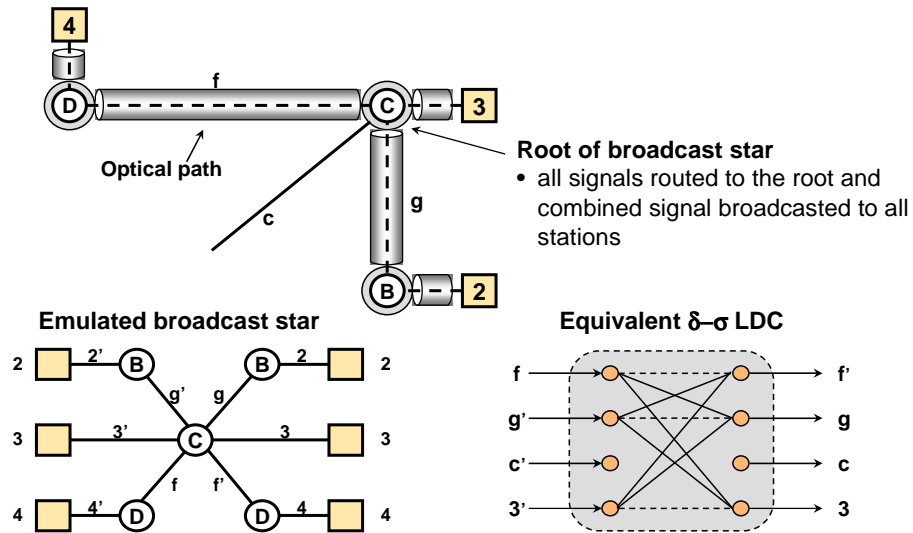 4
f
D
C
3
Optical path
Root of broadcast star
• all signals routed to the root and
combined signal broadcasted to all
stations
c
g
B
2
Emulated broadcast star
2 2' B B 2 2
g' g
3 3' C 3 3
f f'
4 4' D D 4 4
Equivalent δ–σ LDC
f f'
g' g
c' c
3' 3